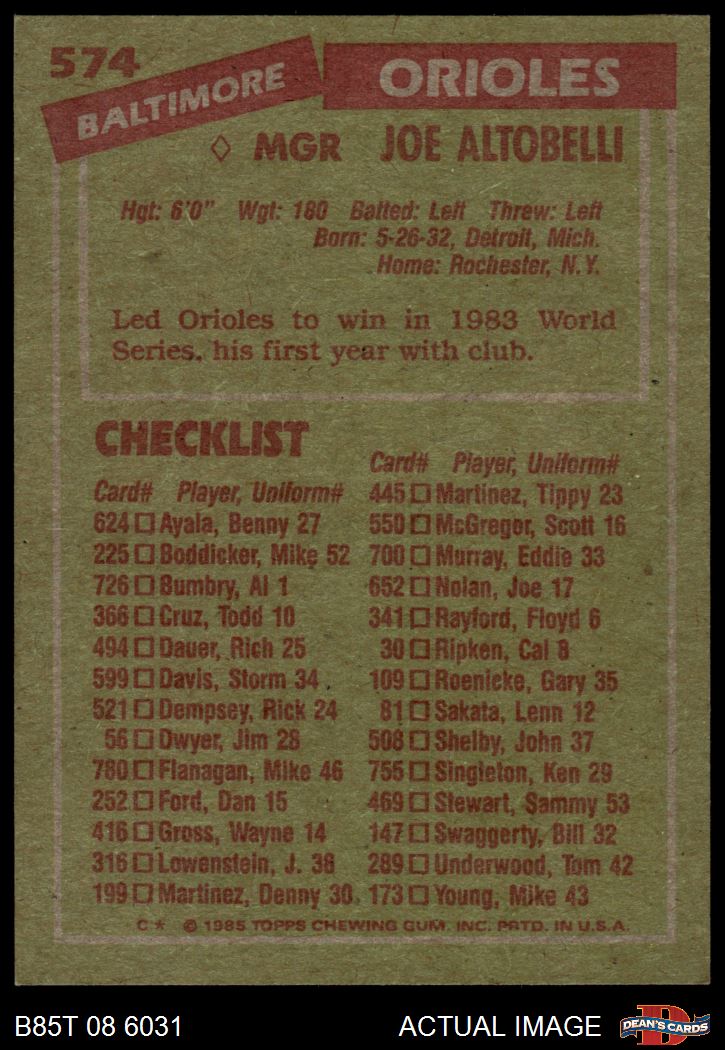 574
BALTIMORE ORIOLES
◊ MGR JOE ALTOBELLI
Hgt: 6'0" Wgt: 180 Batted: Left Threw: Left
Born: 5-26-32, Detroit, Mich.
Home: Rochester, N.Y.
Led Orioles to win in 1983 World
Series, his first year with club.
CHECKLIST
Card# Player, Uniform#
624 □ Ayala, Benny 27
225 □ Boddicker, Mike 52
726 □ Bumbry, Al 1
366 □ Cruz, Todd 10
494 □ Dauer, Rich 25
599 □ Davis, Storm 34
521 □ Dempsey, Rick 24
56 □ Dwyer, Jim 28
780 □ Flanagan, Mike 46
252 □ Ford, Dan 15
416 □ Gross, Wayne 14
316 □ Lowenstein, J. 38
199 □ Martinez, Denny 30
Card# Player, Uniform#
445 □ Martinez, Tippy 23
550 □ McGregor, Scott 16
700 □ Murray, Eddie 33
652 □ Nolan, Joe 17
341 □ Rayford, Floyd 6
30 □ Ripken, Cal 8
109 □ Roenicke, Gary 35
81 □ Sakata, Lenn 12
508 □ Shelby, John 37
755 □ Singleton, Ken 29
469 □ Stewart, Sammy 53
147 □ Swaggerty, Bill 32
289 □ Underwood, Tom 42
173 □ Young, Mike 43
C* © 1985 TOPPS CHEWING GUM, INC. PRTD. IN U.S.A.
B85T 08 6031
ACTUAL IMAGE
D
DEAN'S CARDS